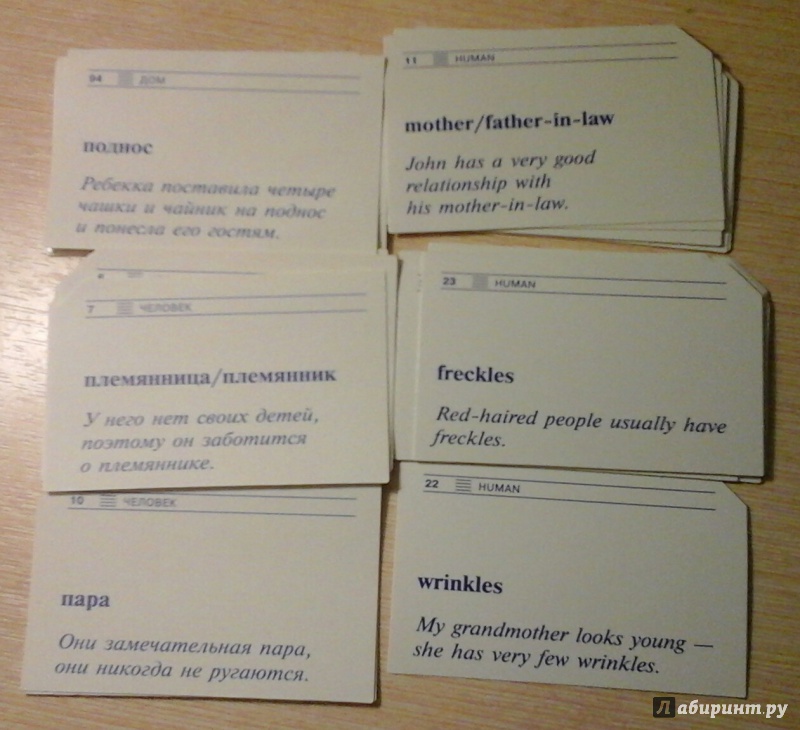 94 ДОМ
поднос
Ребекка поставила четыре
чашки и чайник на поднос
и понесла его гостям.
11 HUMAN
mother/father-in-law
John has a very good
relationship with
his mother-in-law.
7 ЧЕЛОВЕК
племянница/племянник
У него нет своих детей,
поэтому он заботится
о племяннике.
23 HUMAN
freckles
Red-haired people usually have
freckles.
10 ЧЕЛОВЕК
пара
Они замечательная пара,
они никогда не ругаются.
22 HUMAN
wrinkles
My grandmother looks young —
she has very few wrinkles.
Лабиринт.ру